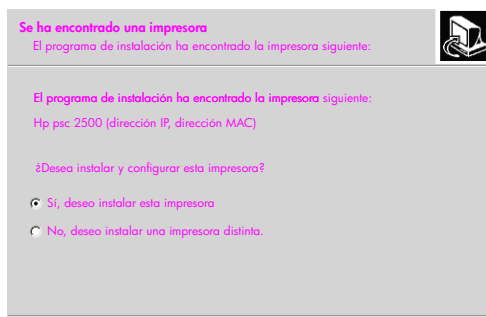 Se ha encontrado una impresora
El programa de instalación ha encontrado la impresora siguiente:
El programa de instalación ha encontrado la impresora siguiente:
Hp psc 2500 (dirección IP, dirección MAC)
¿Desea instalar y configurar esta impresora?
Sí, deseo instalar esta impresora
No, deseo instalar una impresora distinta.